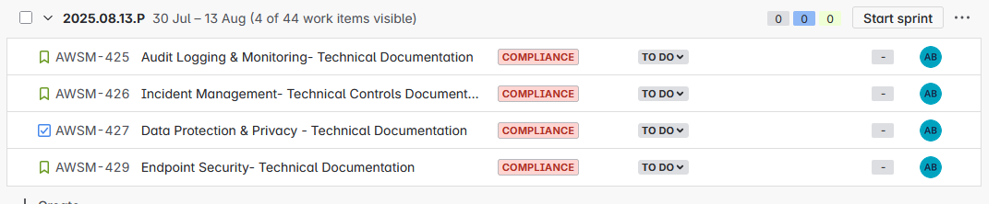 2025.08.13.P 30 Jul – 13 Aug (4 of 44 work items visible) 0 0 0 Start sprint ...
AWSM-425 Audit Logging & Monitoring- Technical Documentation COMPLIANCE TO DO - AB
AWSM-426 Incident Management- Technical Controls Document... COMPLIANCE TO DO - AB
AWSM-427 Data Protection & Privacy - Technical Documentation COMPLIANCE TO DO - AB
AWSM-429 Endpoint Security- Technical Documentation COMPLIANCE TO DO - AB